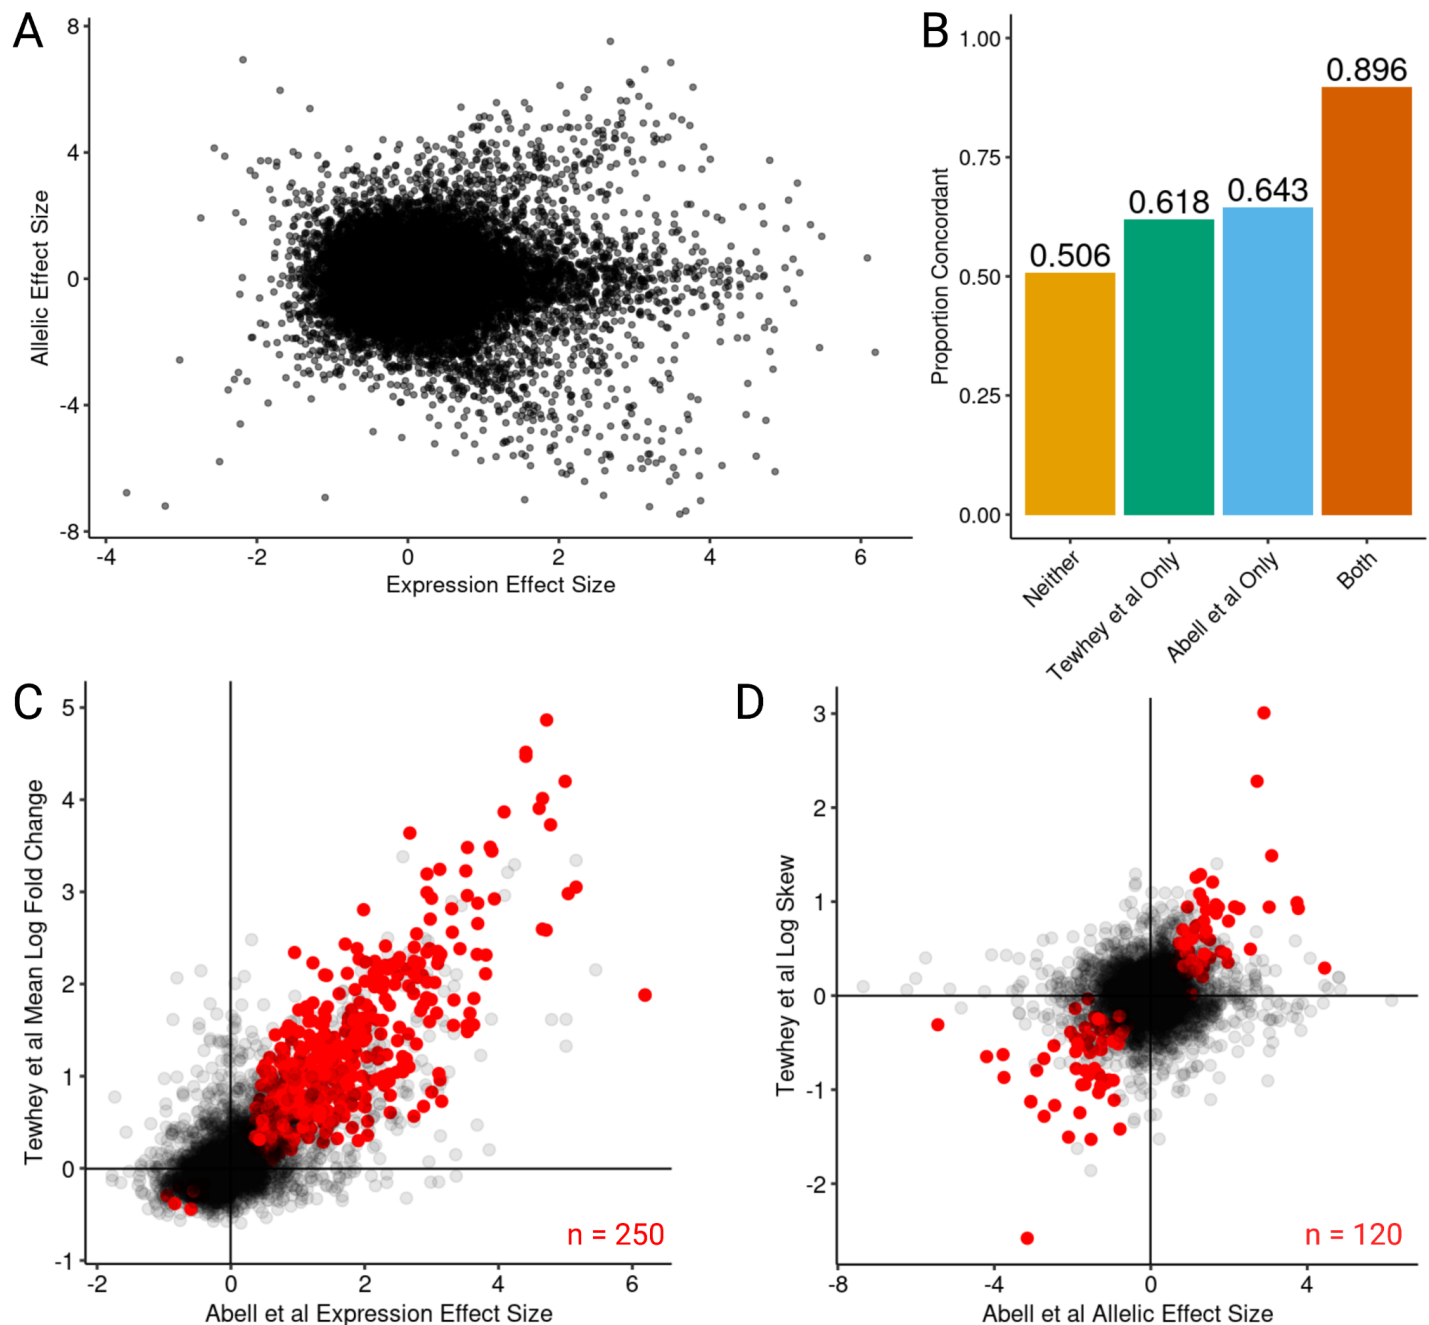 A
8
4
0
-4
-8
Allelic Effect Size
-4
-2
0
2
4
6
Expression Effect Size
B
1.00
0.75
0.50
0.25
0.00
Proportion Concordant
0.506
0.618
0.643
0.896
Neither
Tewhey et al Only
Abell et al Only
Both
C
5
4
3
2
1
0
-1
Tewhey et al Mean Log Fold Change
n = 250
-2
0
2
4
6
Abell et al Expression Effect Size
D
3
2
1
0
-1
-2
Tewhey et al Log Skew
n = 120
-8
-4
0
4
Abell et al Allelic Effect Size